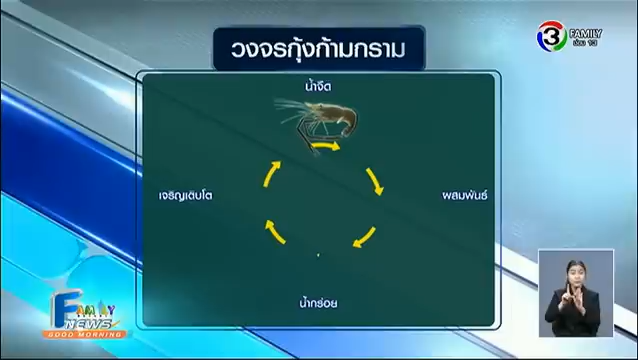 วงจรกุ้งก้ามกราม
3 FAMILY
ช่อง 13
น้ำจืด
เจริญเติบโต
ผสมพันธ์
น้ำกร่อย
FAMILY
NEWS
GOOD MORNING